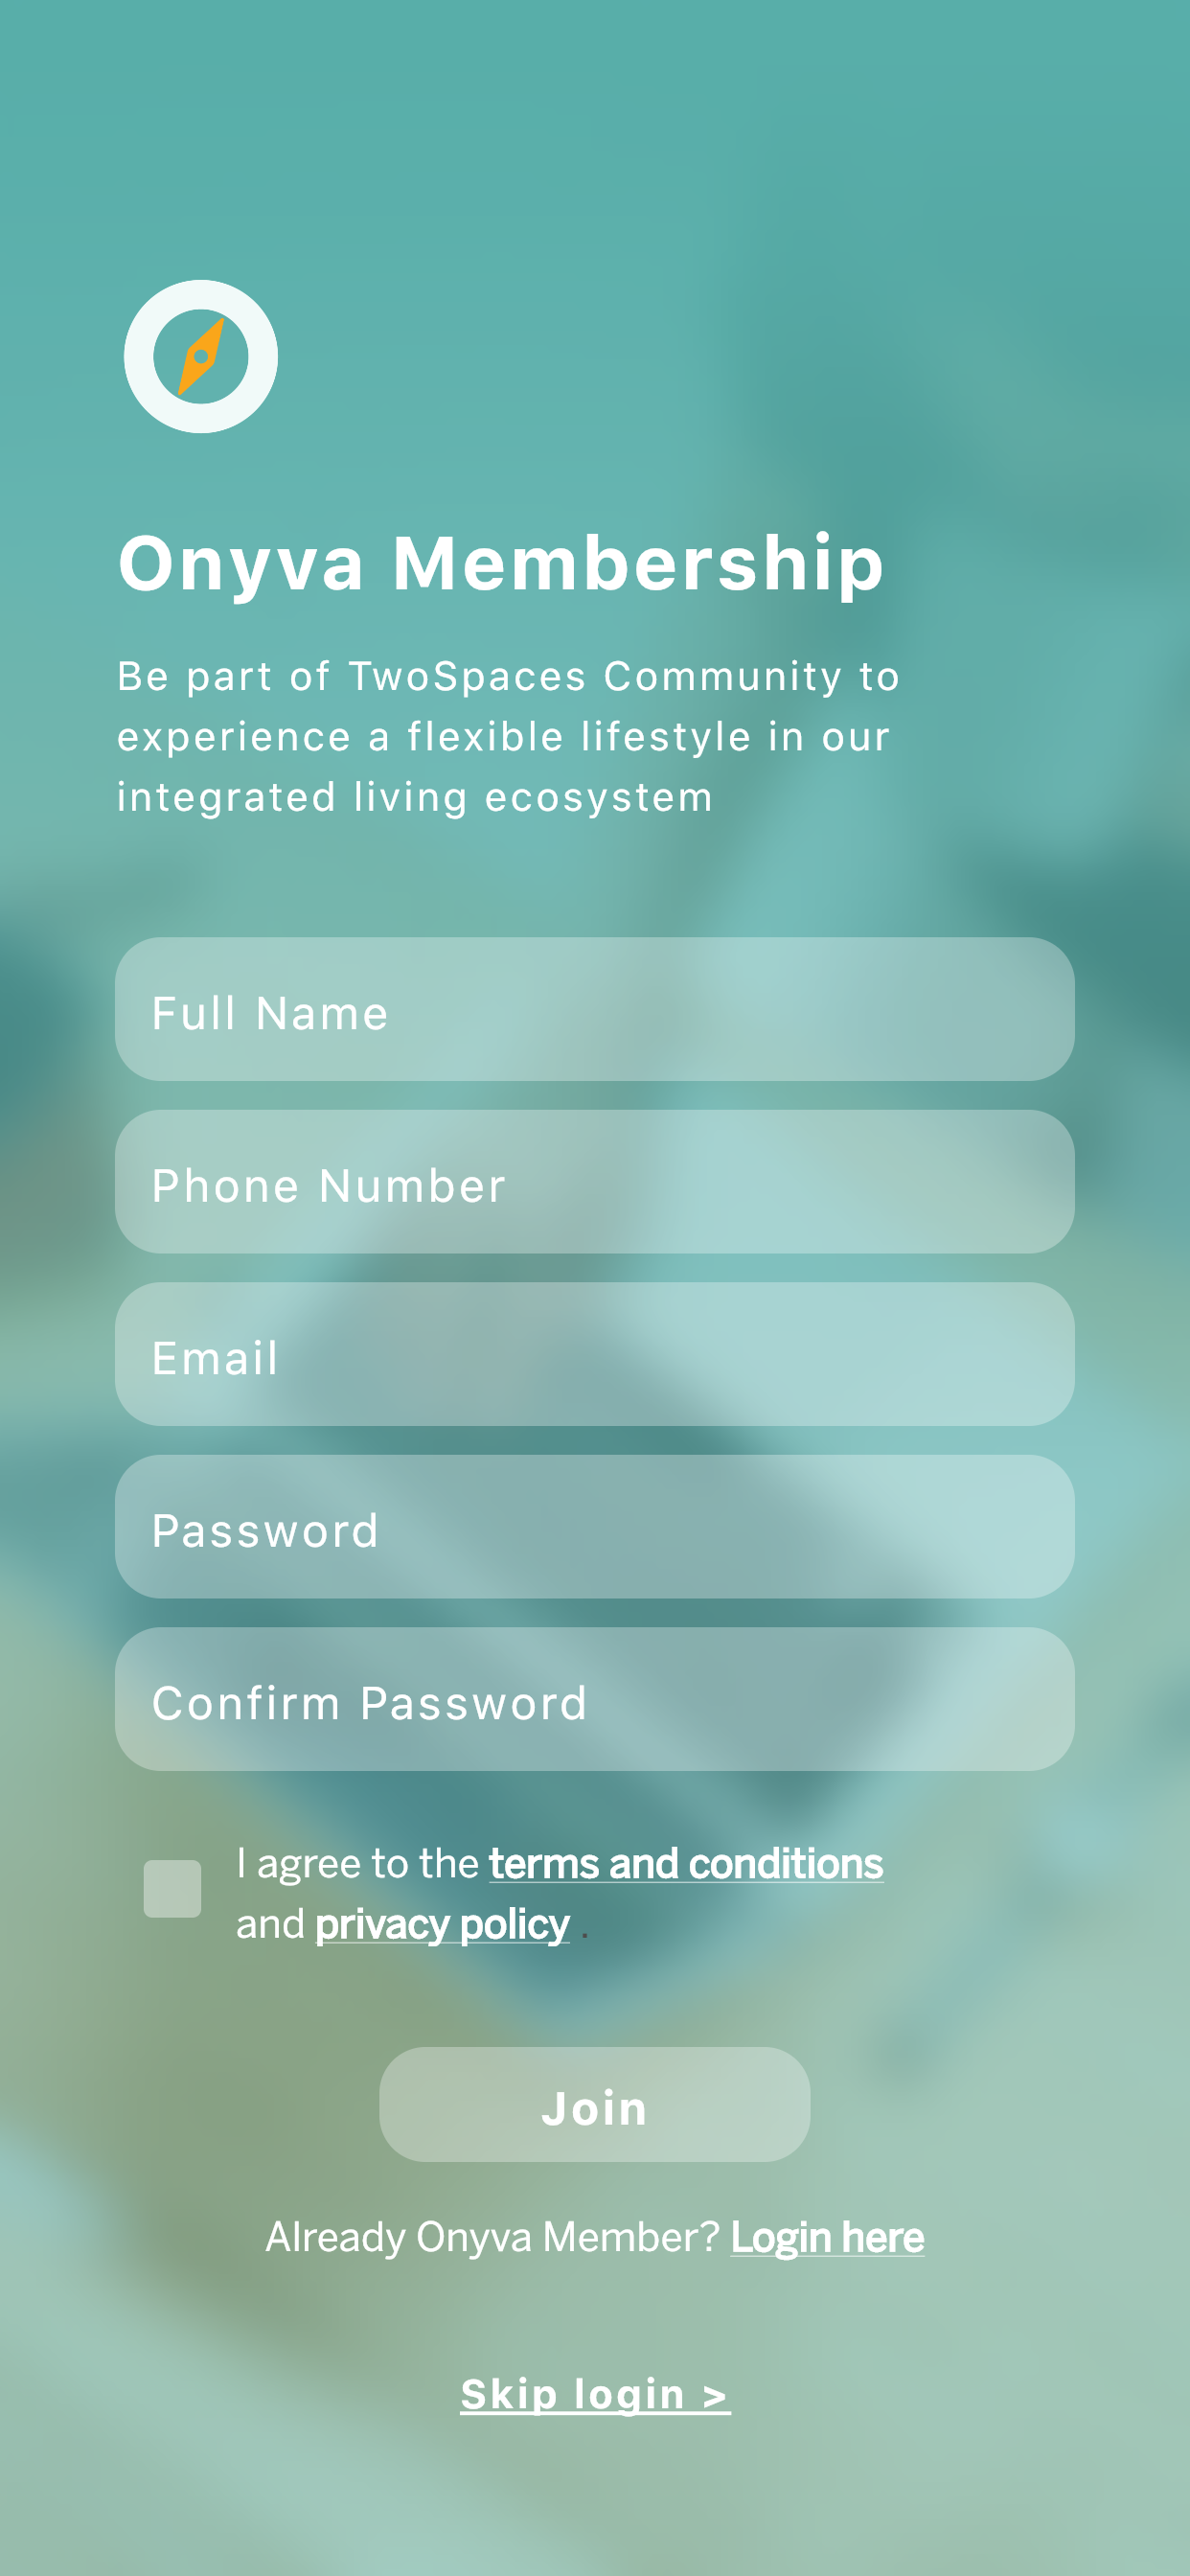 Onyva Membership
Be part of TwoSpaces Community to
experience a flexible lifestyle in our
integrated living ecosystem
Full Name
Phone Number
Email
Password
Confirm Password
I agree to the terms and conditions
and privacy policy .
Join
Already Onyva Member? Login here
Skip login >